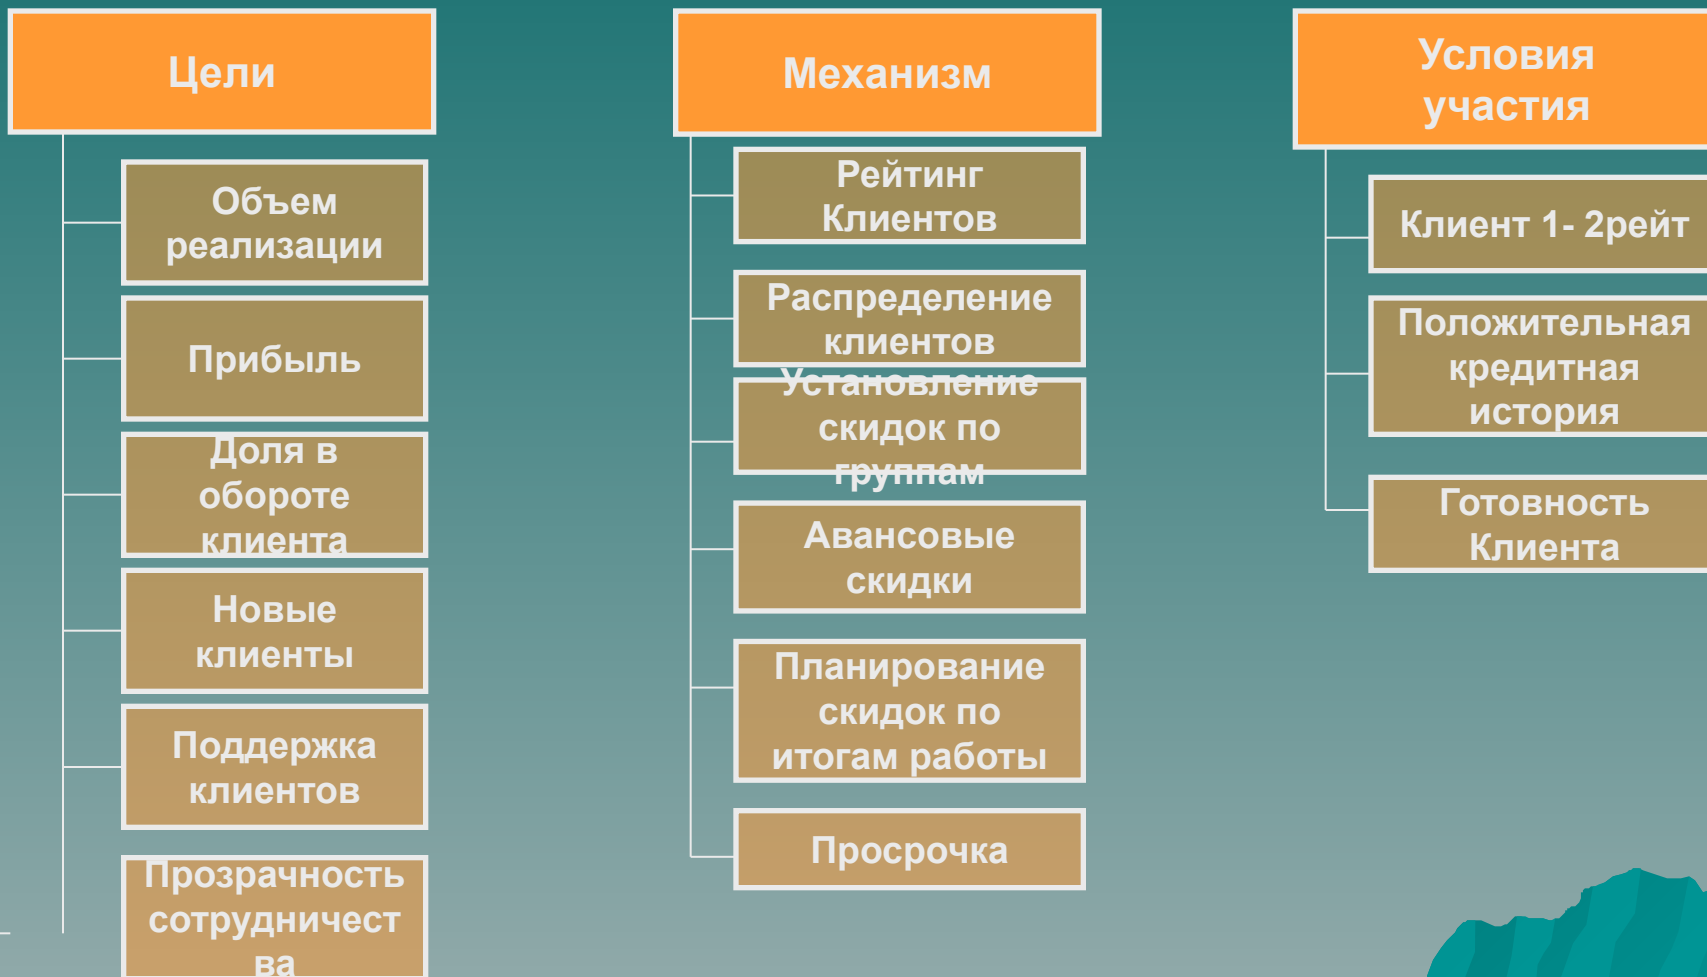 Цели
Объем
реализации
Прибыль
Доля в
обороте
клиента
Новые
клиенты
Поддержка
клиентов
Прозрачность
сотрудничест
ва
Механизм
Рейтинг
Клиентов
Распределение
клиентов
Установление
скидок по
группам
Авансовые
скидки
Планирование
скидок по
итогам работы
Просрочка
Условия
участия
Клиент 1- 2рейт
Положительная
кредитная
история
Готовность
Клиента